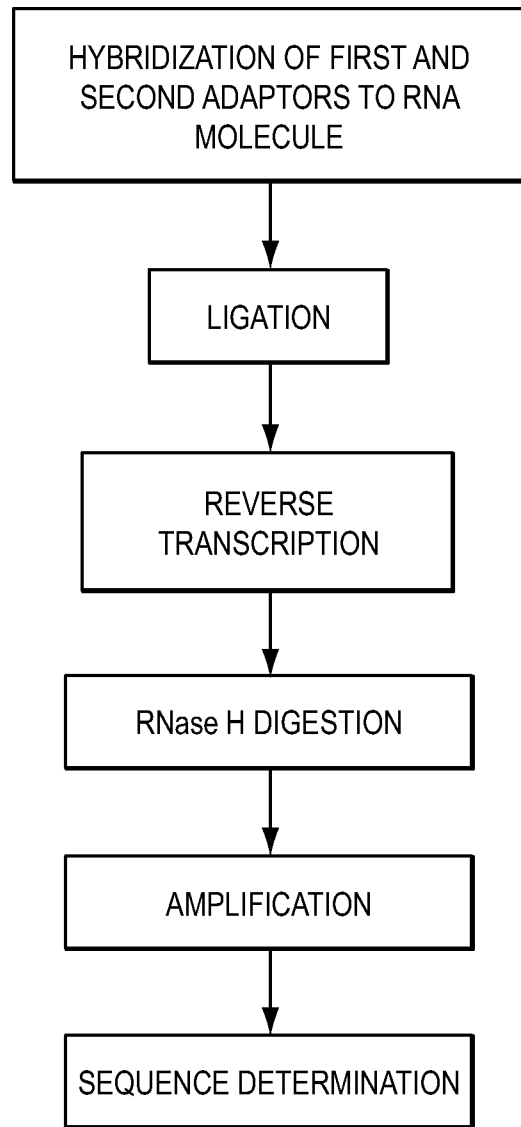 HYBRIDIZATION OF FIRST AND
SECOND ADAPTORS TO RNA
MOLECULE
LIGATION
REVERSE
TRANSCRIPTION
RNase H DIGESTION
AMPLIFICATION
SEQUENCE DETERMINATION